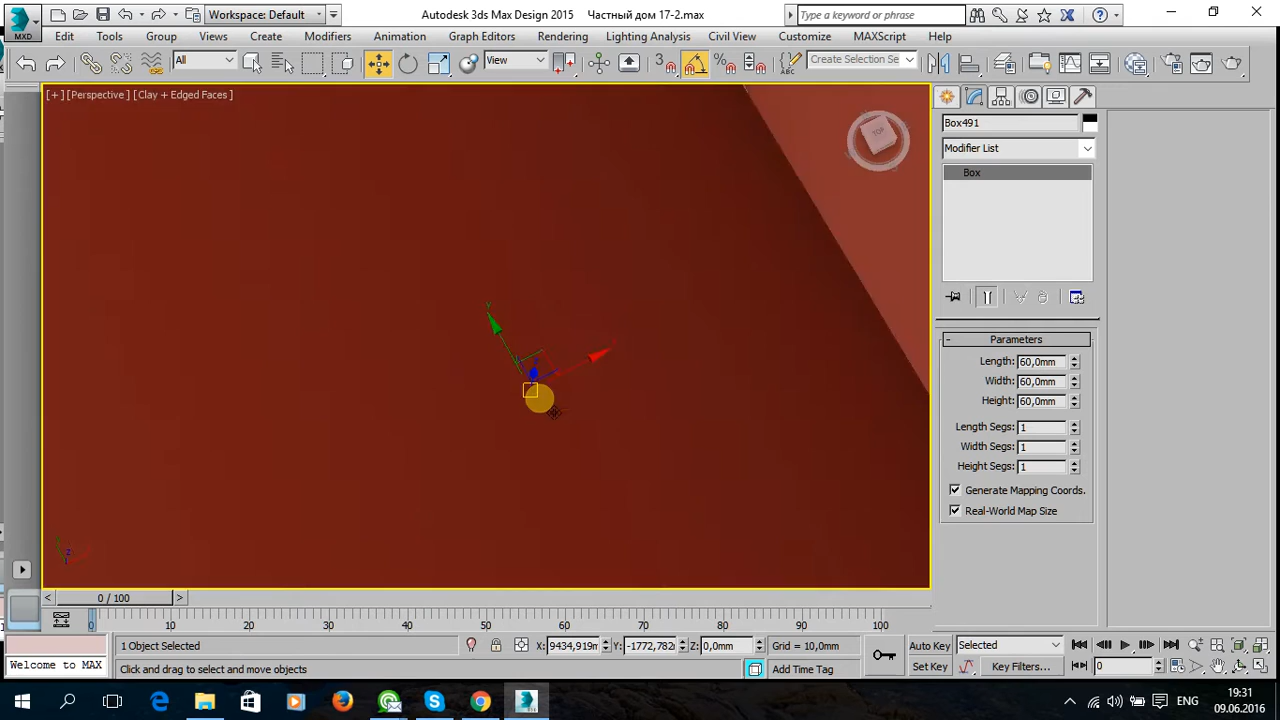 MXD
Workspace: Default
Autodesk 3ds Max Design 2015 Частный дом 17-2.max
Type a keyword or phrase
Edit Tools Group Views Create Modifiers Animation Graph Editors Rendering Lighting Analysis Civil View Customize MAXScript Help
All
View
3
Create Selection Se
[+] [Perspective] [Clay + Edged Faces]
TOP
Box491
Modifier List
Box
Parameters
Length: 60,0mm
Width: 60,0mm
Height: 60,0mm
Length Segs: 1
Width Segs: 1
Height Segs: 1
Generate Mapping Coords.
Real-World Map Size
0 / 100
0 10 20 30 40 50 60 70 80 90 100
1 Object Selected
X: 9434,919m
Y: -1772,782
Z: 0,0mm
Grid = 10,0mm
Auto Key
Selected
Welcome to MAX
Click and drag to select and move objects
Add Time Tag
Set Key
Key Filters...
0
ENG
19:31
09.06.2016